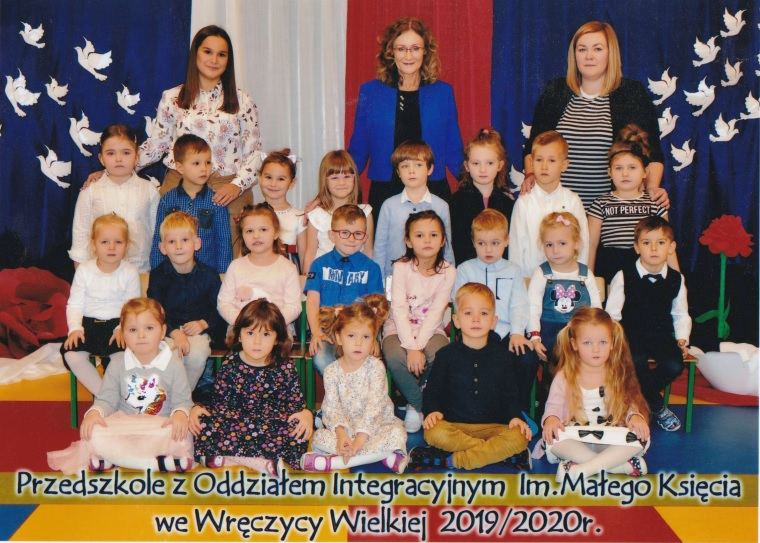 NOT PERFECT
Przedszkole z Oddziałem Integracyjnym Im.Małego Księcia
we Wręczycy Wielkiej 2019/2020r.